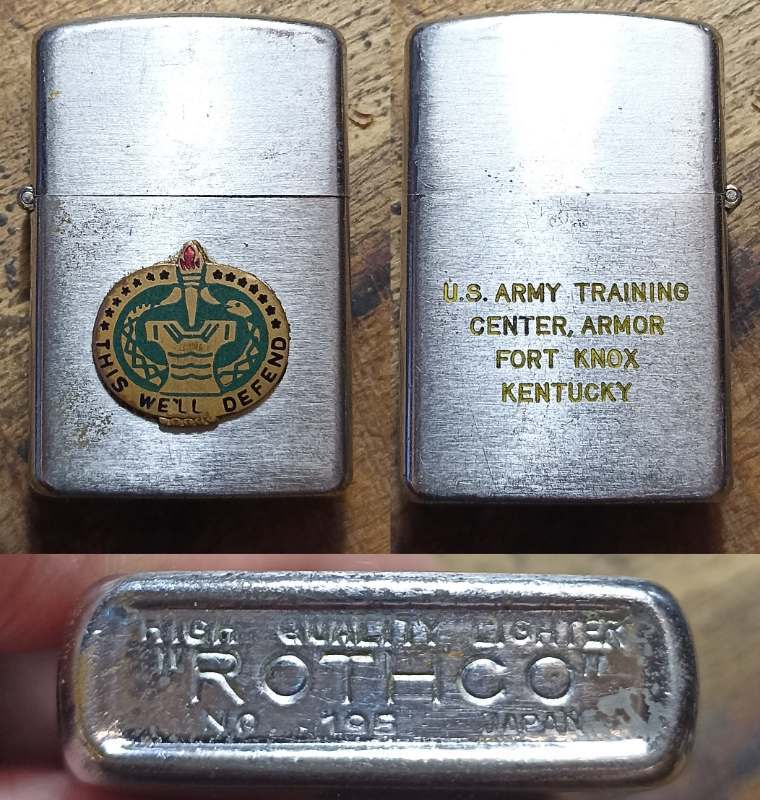 THIS WE'LL DEFEND
U.S. ARMY TRAINING
CENTER, ARMOR
FORT KNOX
KENTUCKY
HIGH QUALITY LIGHTER
"ROTHCO"
NO 195 JAPAN